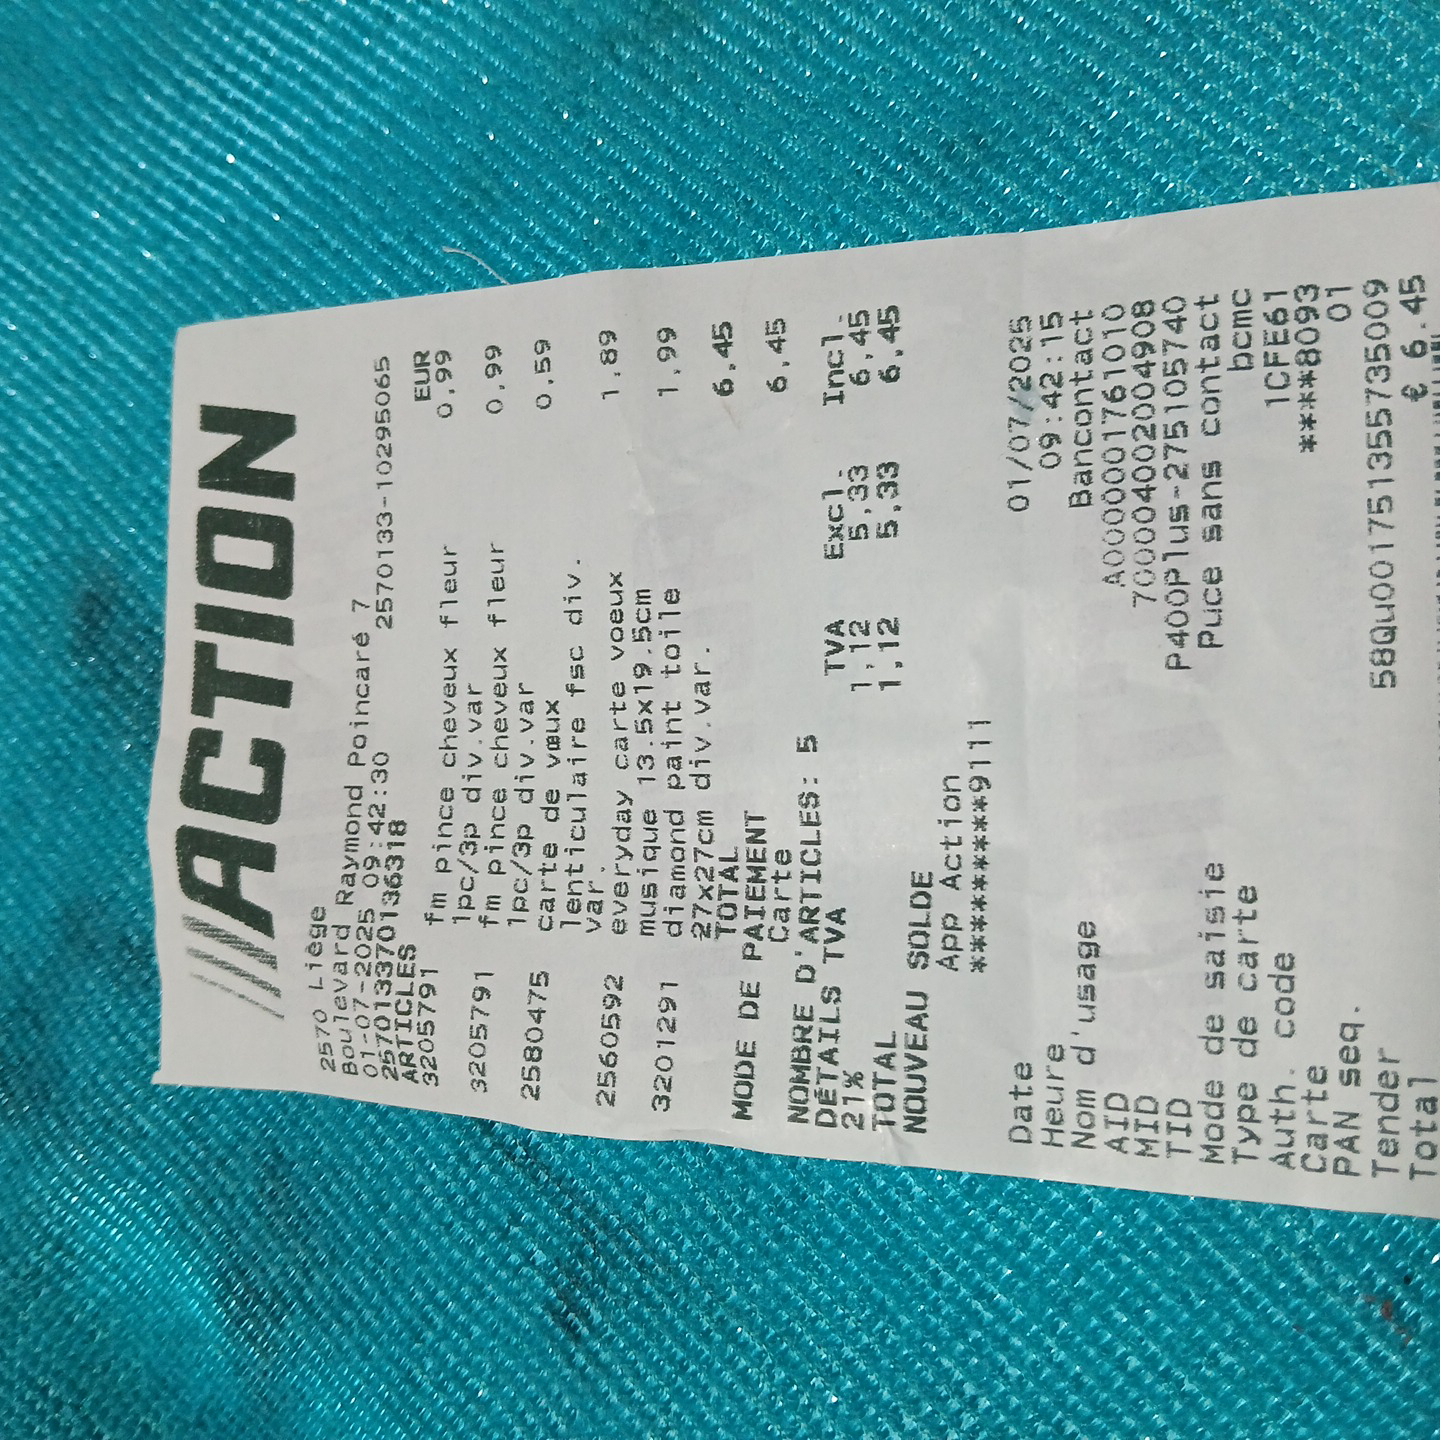 ///ACTION
2570 Liège
Boulevard Raymond Poincaré 7
01-07-2025 09:42:30 2570133-10295065
2570133701136318
ARTICLES EUR
3205791 fm pince cheveux fleur 0,99
1pc/3p div.var
3205791 fm pince cheveux fleur 0,99
1pc/3p div.var
2580475 carte de vœux 0,59
lenticulaire fsc div.
var.
2560592 everyday carte voeux 1,89
musique 13.5x19.5cm
3201291 diamond paint toile 1,99
27x27cm div.var.
TOTAL 6,45
MODE DE PAIEMENT
Carte 6,45
NOMBRE D'ARTICLES: 5
DÉTAILS TVA TVA Excl. Incl.
21% 1,12 5,33 6,45
TOTAL 1,12 5,33 6,45
NOUVEAU SOLDE
App Action
***********9111
Date 01/07/2025
Heure 09:42:15
Nom d'usage Bancontact
AID A0000001761010
MID 700004002004908
TID P400Plus-275105740
Mode de saisie Puce sans contact
Type de carte bcmc
Auth. code 1CFE61
Carte ****8093
PAN seq. 01
Tender 58Qu001751355735009
Total € 6.45